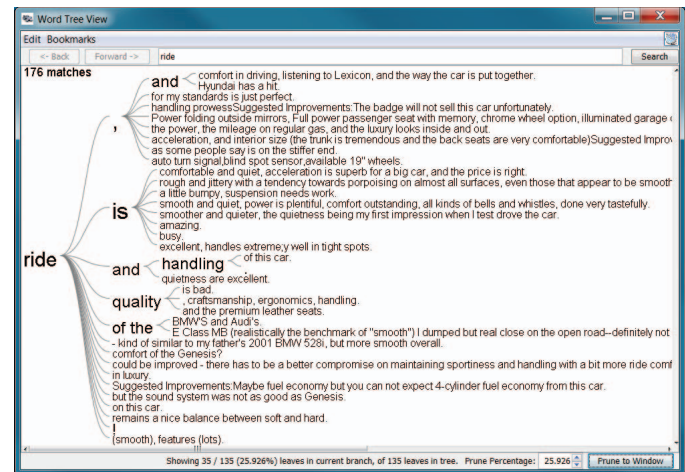 Word Tree View
Edit Bookmarks
<- Back Forward -> ride Search
176 matches
ride
,
and
comfort in driving, listening to Lexicon, and the way the car is put together.
Hyundai has a hit.
for my standards is just perfect.
handling prowessSuggested Improvements:The badge will not sell this car unfortunately.
Power folding outside mirrors, Full power passenger seat with memory, chrome wheel option, illuminated garage
the power, the mileage on regular gas, and the luxury looks inside and out.
acceleration, and interior size (the trunk is tremendous and the back seats are very comfortable)Suggested Improv
as some people say is on the stiffer end.
auto turn signal,blind spot sensor,available 19" wheels.
is
comfortable and quiet, acceleration is superb for a big car, and the price is right.
rough and jittery with a tendency towards porpoising on almost all surfaces, even those that appear to be smooth
a little bumpy, suspension needs work.
smooth and quiet, power is plentiful, comfort outstanding, all kinds of bells and whistles, done very tastefully.
smoother and quieter, the quietness being my first impression when I test drove the car.
amazing.
busy.
excellent, handles extreme,y well in tight spots.
and
handling
of this car.
.
quietness are excellent.
quality
is bad.
, craftsmanship, ergonomics, handling.
and the premium leather seats.
of the
BMW'S and Audi's.
E Class MB (realistically the benchmark of "smooth") I dumped but real close on the open road--definitely not
- kind of similar to my father's 2001 BMW 528i, but more smooth overall.
comfort of the Genesis?
could be improved - there has to be a better compromise on maintaining sportiness and handling with a bit more ride comf
in luxury.
Suggested Improvements:Maybe fuel economy but you can not expect 4-cylinder fuel economy from this car.
but the sound system was not as good as Genesis.
on this car.
remains a nice balance between soft and hard.
!
(smooth), features (lots).
Showing 35 / 135 (25.926%) leaves in current branch, of 135 leaves in tree. Prune Percentage: 25.926 Prune to Window